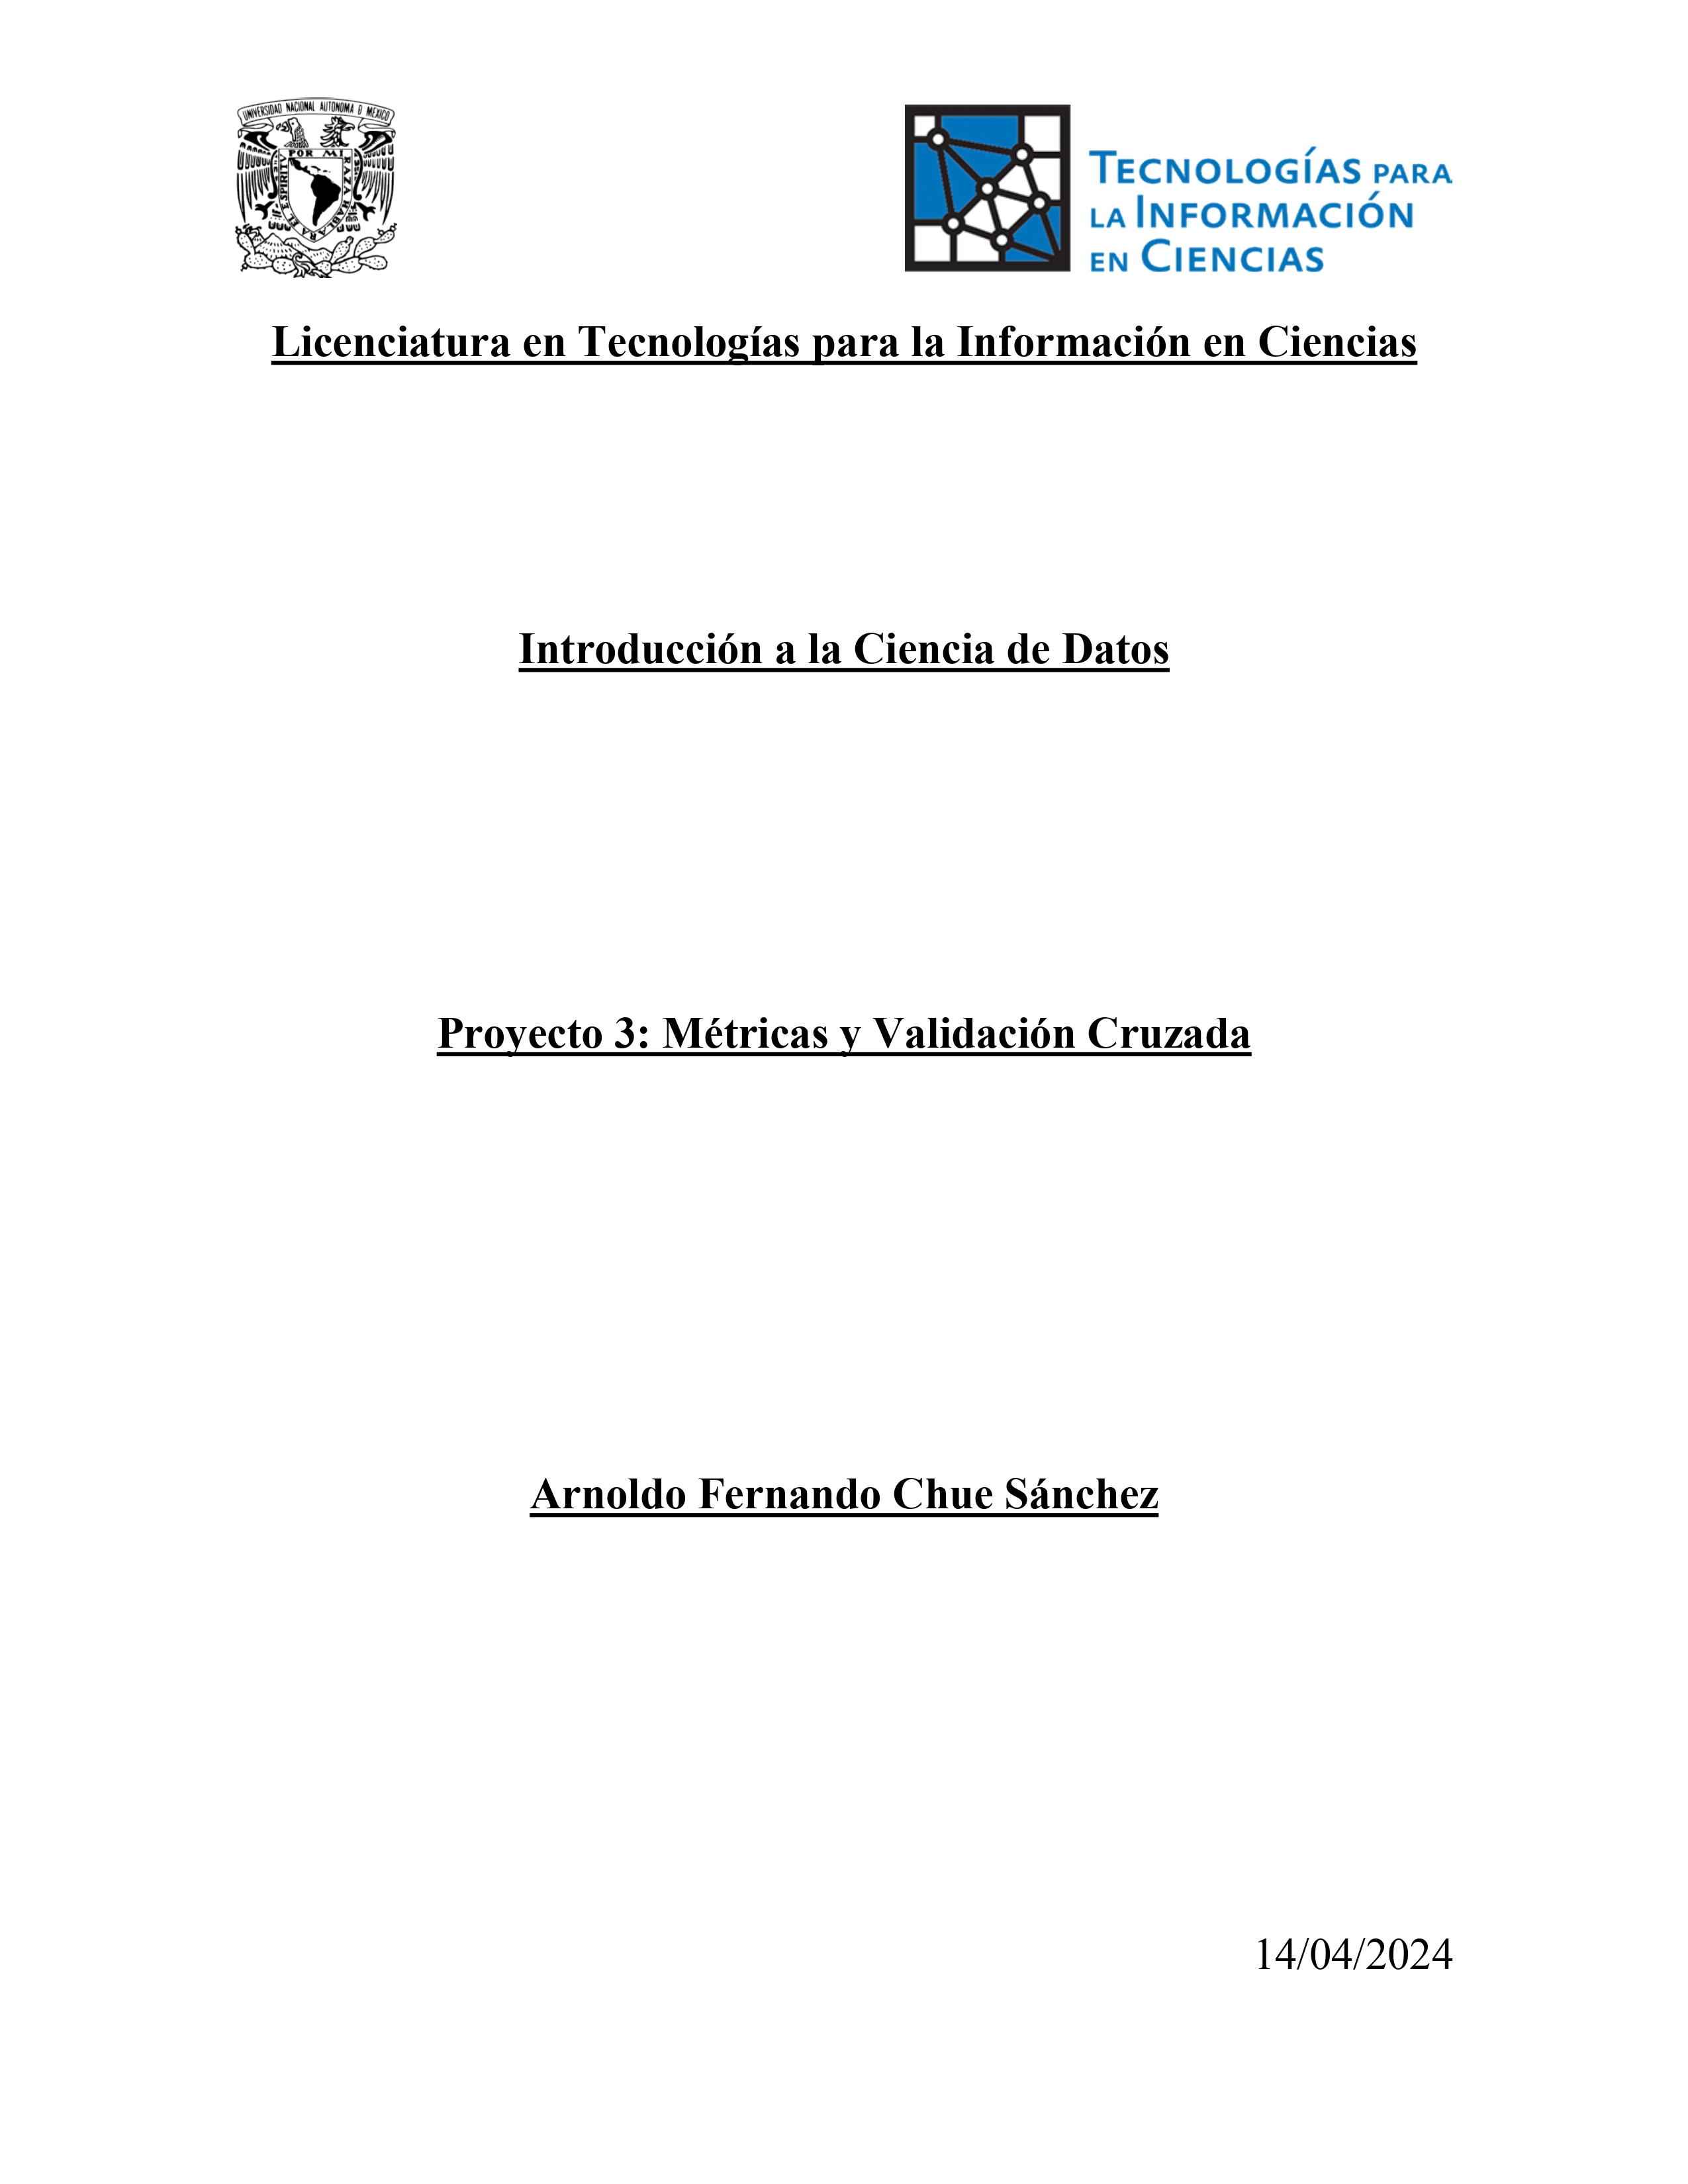 UNIVERSIDAD NACIONAL AUTONOMA D MEXICO
POR MI RAZA HABLARA EL ESPIRITV
TECNOLOGÍAS PARA
LA INFORMACIÓN
EN CIENCIAS
Licenciatura en Tecnologías para la Información en Ciencias
Introducción a la Ciencia de Datos
Proyecto 3: Métricas y Validación Cruzada
Arnoldo Fernando Chue Sánchez
14/04/2024